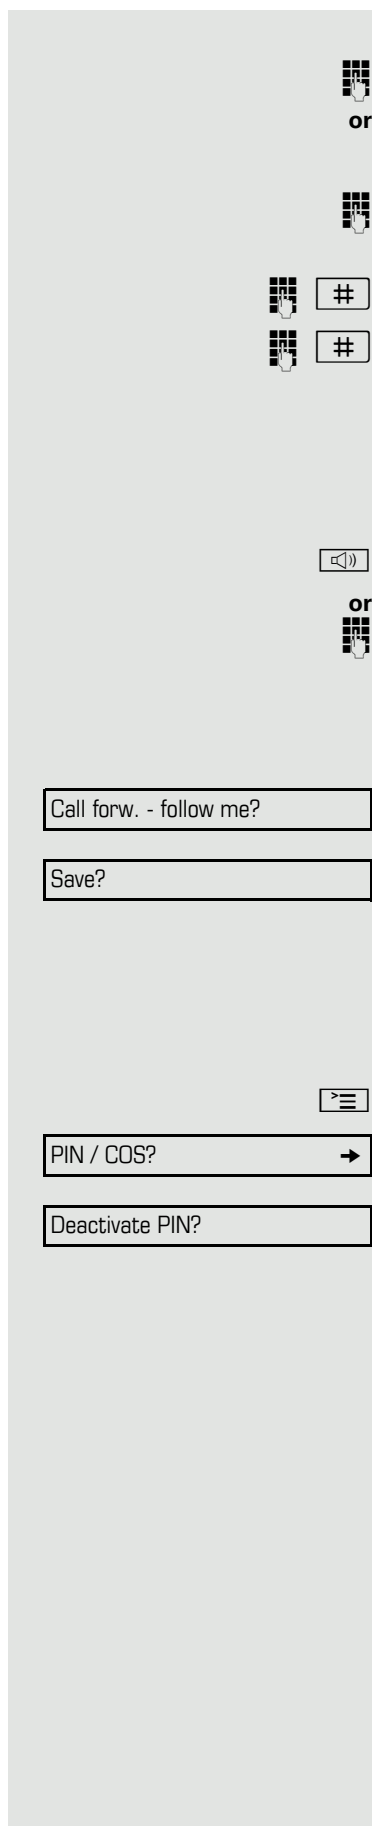 or
#
#
or
Call forw. - follow me?
Save?
PIN / COS? →
Deactivate PIN?